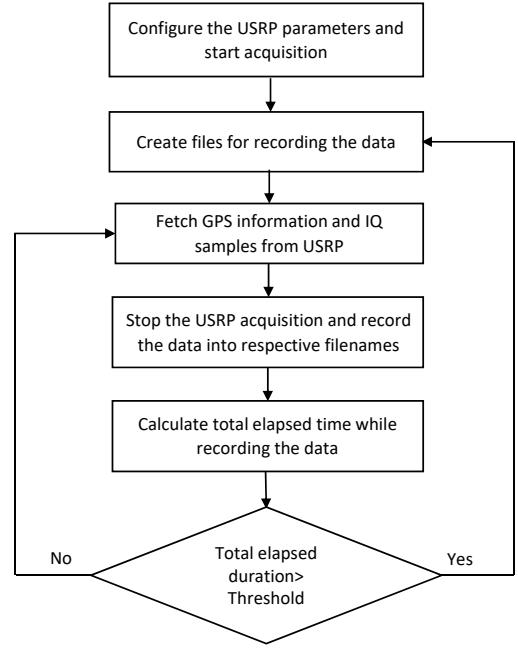 Configure the USRP parameters and
start acquisition
Create files for recording the data
Fetch GPS information and IQ
samples from USRP
Stop the USRP acquisition and record
the data into respective filenames
Calculate total elapsed time while
recording the data
No
Total elapsed
duration>
Threshold
Yes